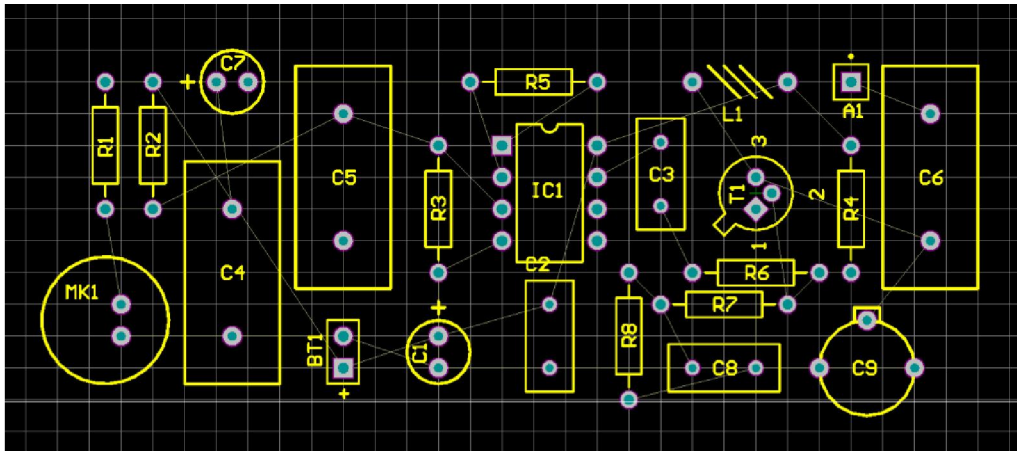 C7
+
R5
L1
A1
R1
R2
C5
R3
IC1
C3
3
T1
2
R4
C6
1
C4
C2
R6
MK1
+
R7
BT1
C1
R8
C8
C9
+